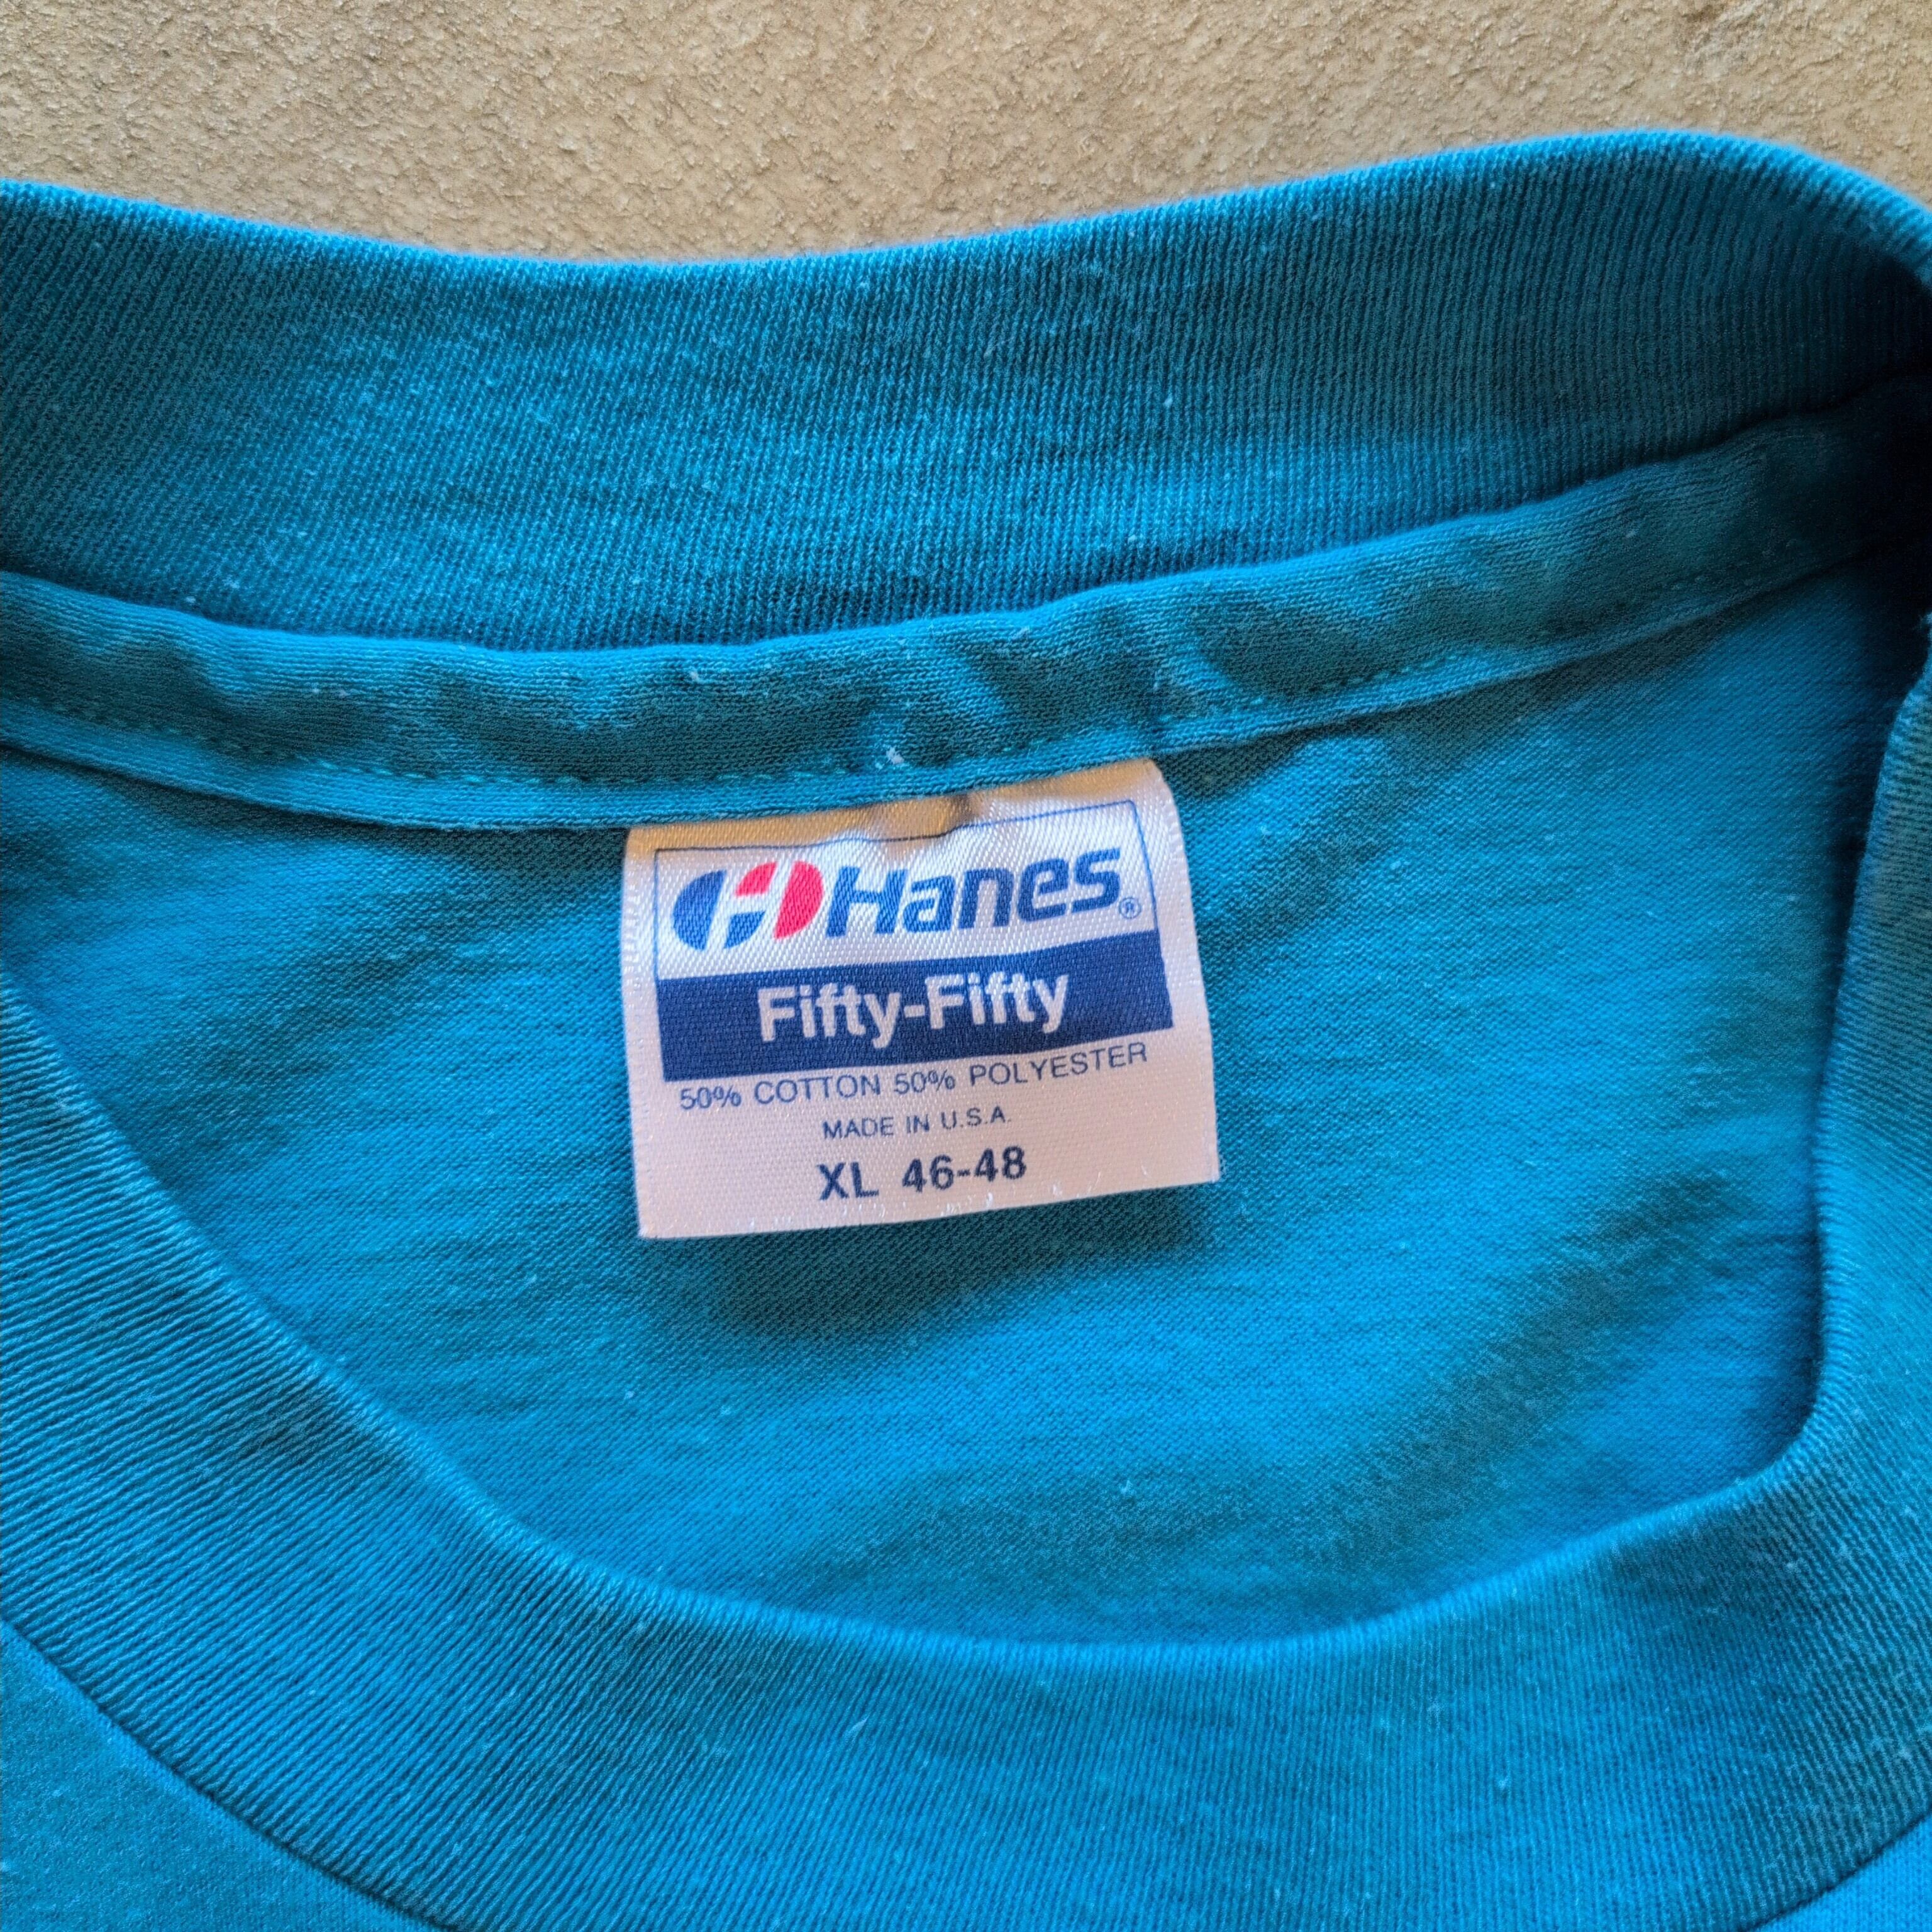 Hanes®
Fifty-Fifty
50% COTTON 50% POLYESTER
MADE IN U.S.A.
XL 46-48